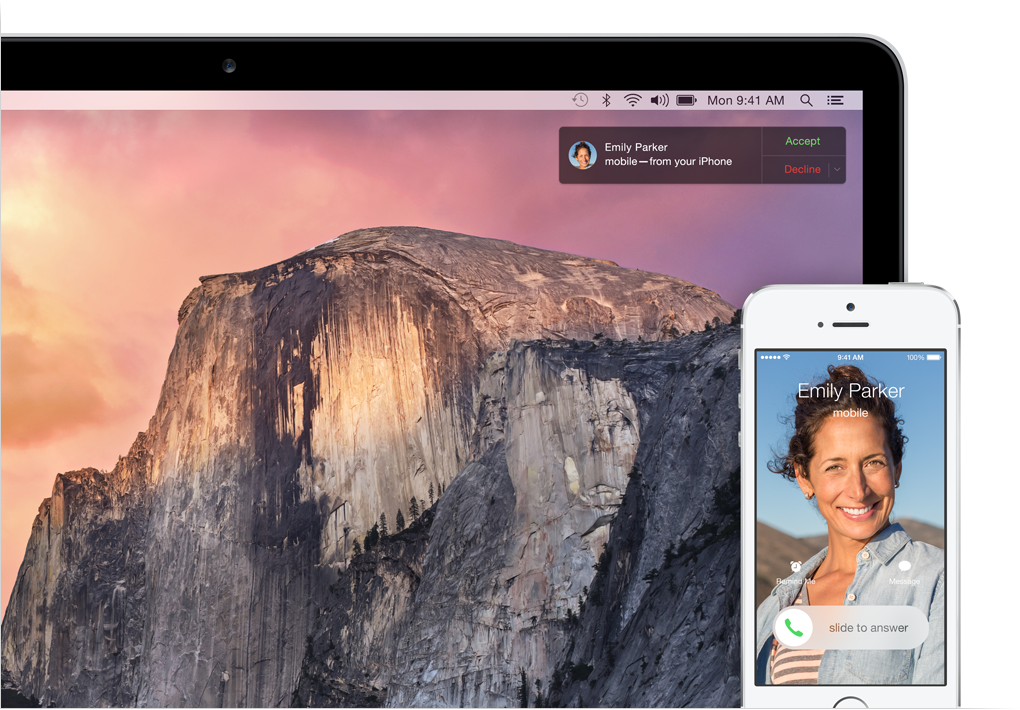 Mon 9:41 AM
Emily Parker
Accept
mobile—from your iPhone
Decline
9:41 AM
100%
Emily Parker
mobile
Remind Me
Message
slide to answer